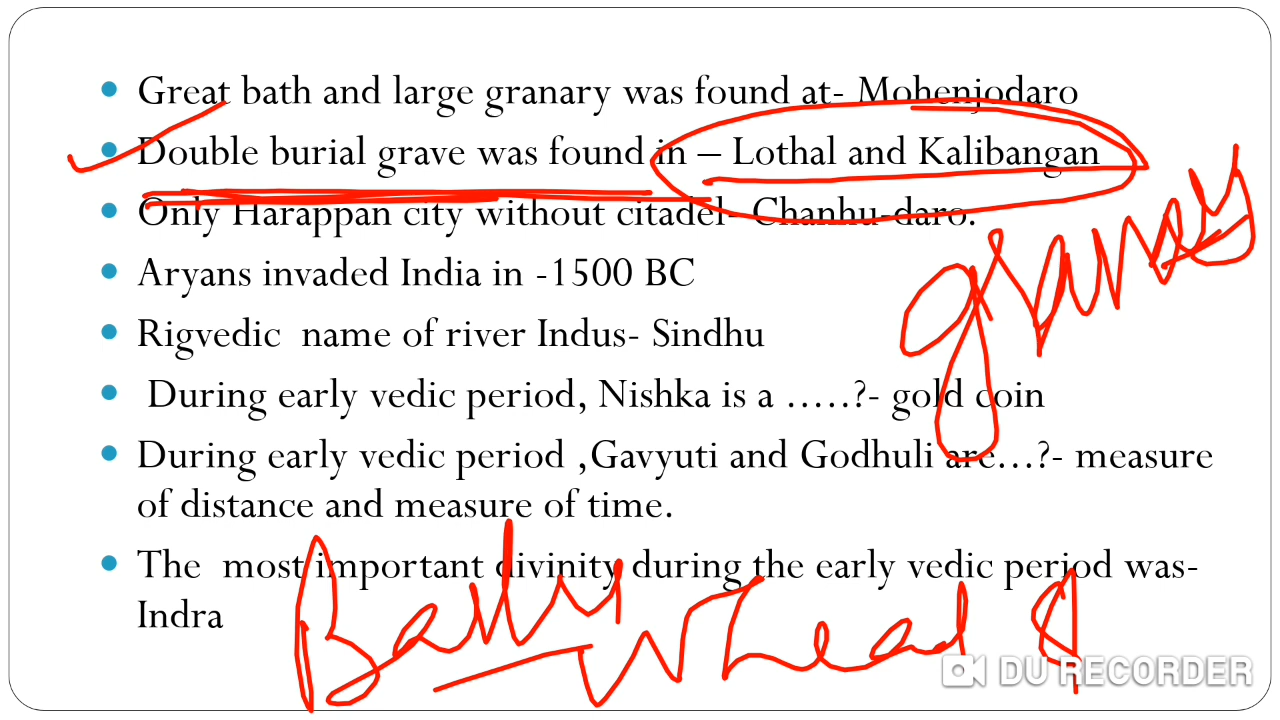 Great bath and large granary was found at- Mohenjodaro
Double burial grave was found in – Lothal and Kalibangan
Only Harappan city without citadel- Chanhu-daro.
Aryans invaded India in -1500 BC
Rigvedic name of river Indus- Sindhu
During early vedic period, Nishka is a …..?- gold coin
During early vedic period ,Gavyuti and Godhuli are…?- measure
of distance and measure of time.
The most important divinity during the early vedic period was-
Indra
DU RECORDER